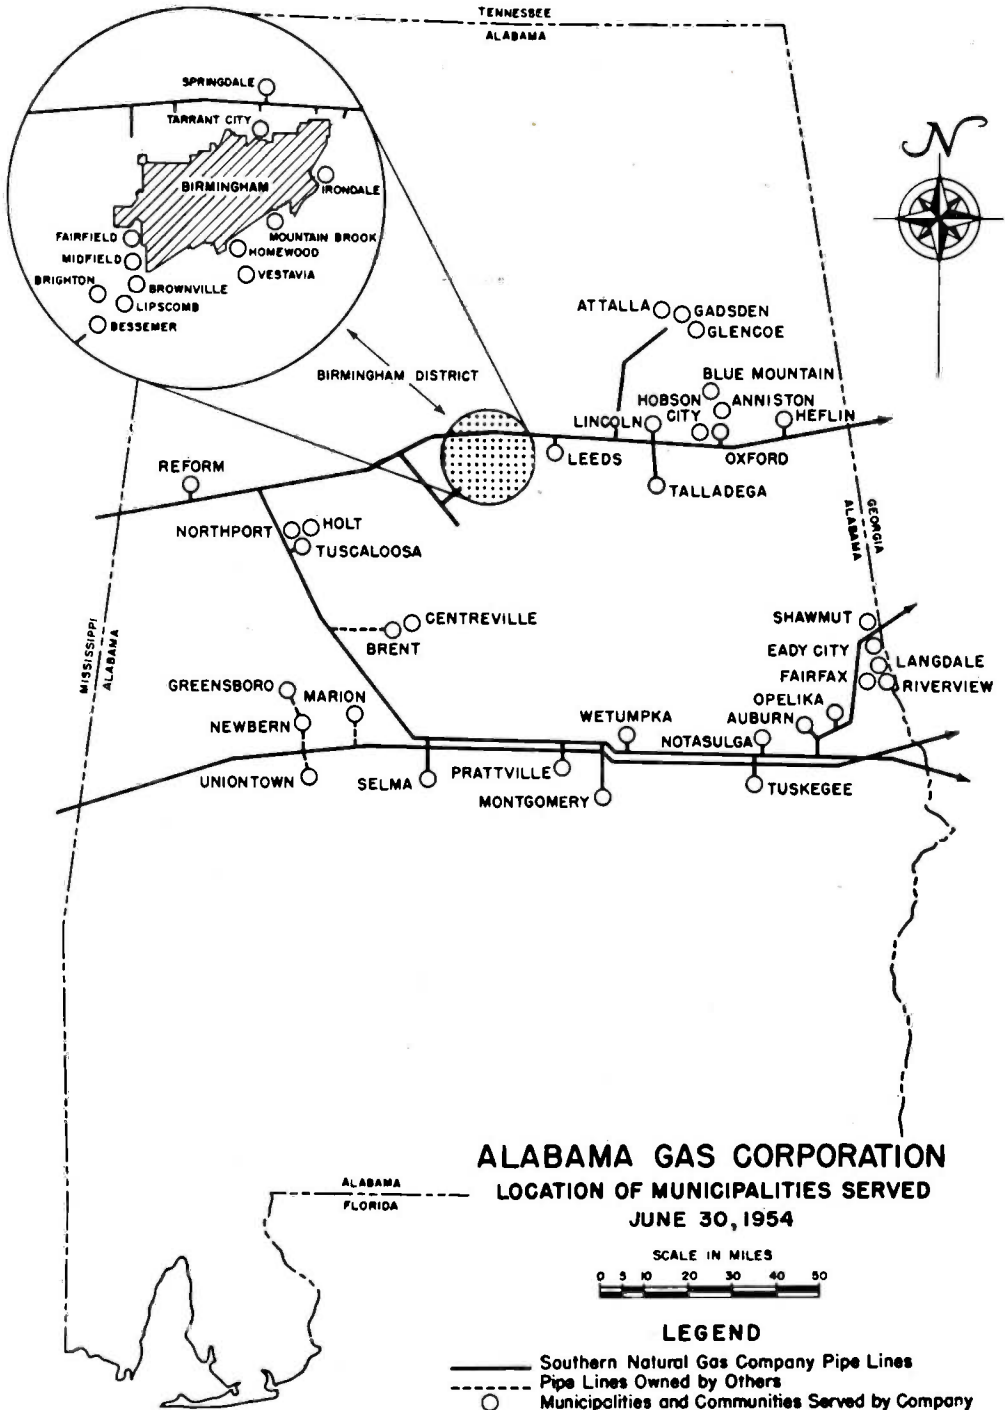 TENNESSEE
ALABAMA
SPRINGDALE
TARRANT CITY
BIRMINGHAM
IRONDALE
FAIRFIELD
MOUNTAIN BROOK
MIDFIELD
HOMEWOOD
BRIGHTON
VESTAVIA
BROWNVILLE
LIPSCOMB
BESSEMER
N
ATTALLA
GADSDEN
GLENCOE
BIRMINGHAM DISTRICT
BLUE MOUNTAIN
HOBSON
CITY
ANNISTON
LINCOLN
HEFLIN
LEEDS
OXFORD
REFORM
TALLADEGA
GEORGIA
ALABAMA
NORTHPORT
HOLT
TUSCALOOSA
CENTREVILLE
BRENT
SHAWMUT
EADY CITY
LANGDALE
FAIRFAX
RIVERVIEW
MISSISSIPPI
ALABAMA
GREENSBORO
MARION
OPELIKA
NEWBERN
WETUMPKA
AUBURN
NOTASULGA
UNIONTOWN
SELMA
PRATTVILLE
MONTGOMERY
TUSKEGEE
ALABAMA GAS CORPORATION
LOCATION OF MUNICIPALITIES SERVED
JUNE 30, 1954
ALABAMA
FLORIDA
SCALE IN MILES
0 5 10 20 30 40 50
LEGEND
Southern Natural Gas Company Pipe Lines
Pipe Lines Owned by Others
Municipalities and Communities Served by Company